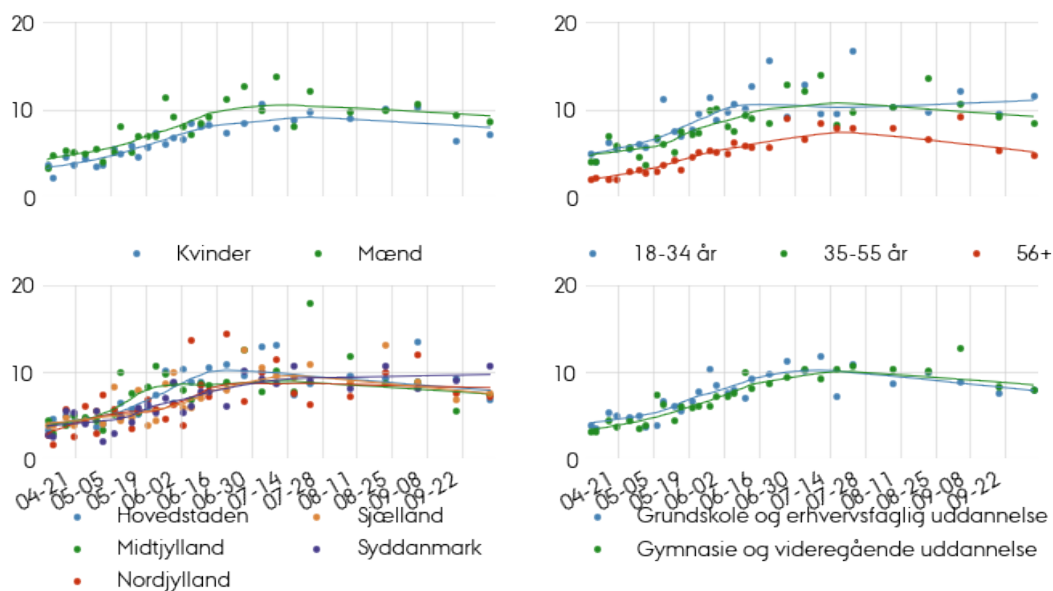 20
10
0
20
10
0
Kvinder
Mænd
18-34 år
35-55 år
56+
20
10
0
20
10
0
04-21 05-05 05-19 06-02 06-16 06-30 07-14 07-28 08-11 08-25 09-08 09-22
04-21 05-05 05-19 06-02 06-16 06-30 07-14 07-28 08-11 08-25 09-08 09-22
Hovedstaden
Sjælland
Midtjylland
Syddanmark
Nordjylland
Grundskole og erhvervsfaglig uddannelse
Gymnasie og videregående uddannelse